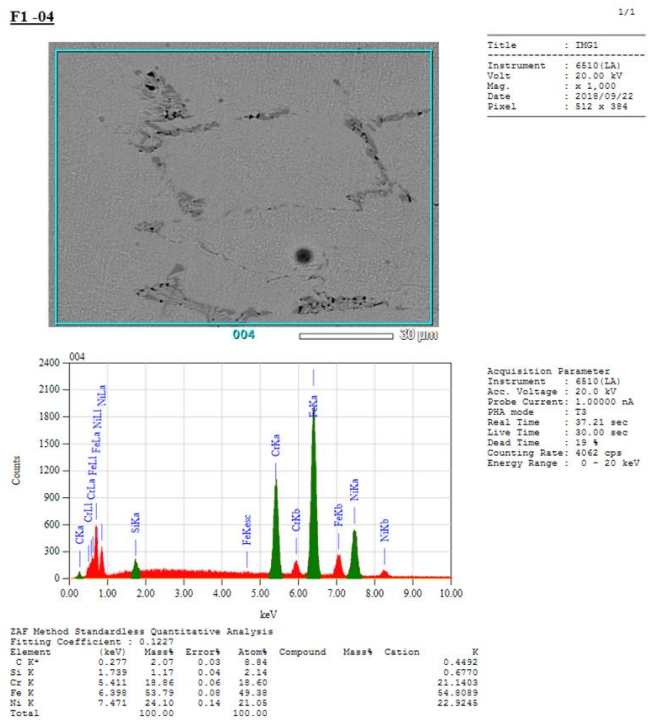 F1 -04
1/1
Title : IMG1
Instrument : 6510(LA)
Volt : 20.00 kV
Mag. : x 1,000
Date : 2018/09/22
Pixel : 512 x 384
004
30 μm
004
2400
2100
1800
1500
1200
900
600
300
0
Counts
CKa
CrLl
CrLa
FeLl
FeLa
NiLl
NiLa
SiKa
FeKesc
CrKa
CrKb
FeKa
FeKb
NiKa
NiKb
0.00 1.00 2.00 3.00 4.00 5.00 6.00 7.00 8.00 9.00 10.00
keV
Acquisition Parameter
Instrument : 6510(LA)
Acc. Voltage : 20.0 kV
Probe Current: 1.00000 nA
PHA mode : T3
Real Time : 37.21 sec
Live Time : 30.00 sec
Dead Time : 19 %
Counting Rate: 4062 cps
Energy Range : 0 - 20 keV
ZAF Method Standardless Quantitative Analysis
Fitting Coefficient : 0.1227
Element (keV) Mass% Error% Atom% Compound Mass% Cation K
C K* 0.277 2.07 0.03 8.84 0.4492
Si K 1.739 1.17 0.04 2.14 0.6770
Cr K 5.411 18.86 0.06 18.60 21.1403
Fe K 6.398 53.79 0.08 49.38 54.8089
Ni K 7.471 24.10 0.14 21.05 22.9245
Total 100.00 100.00